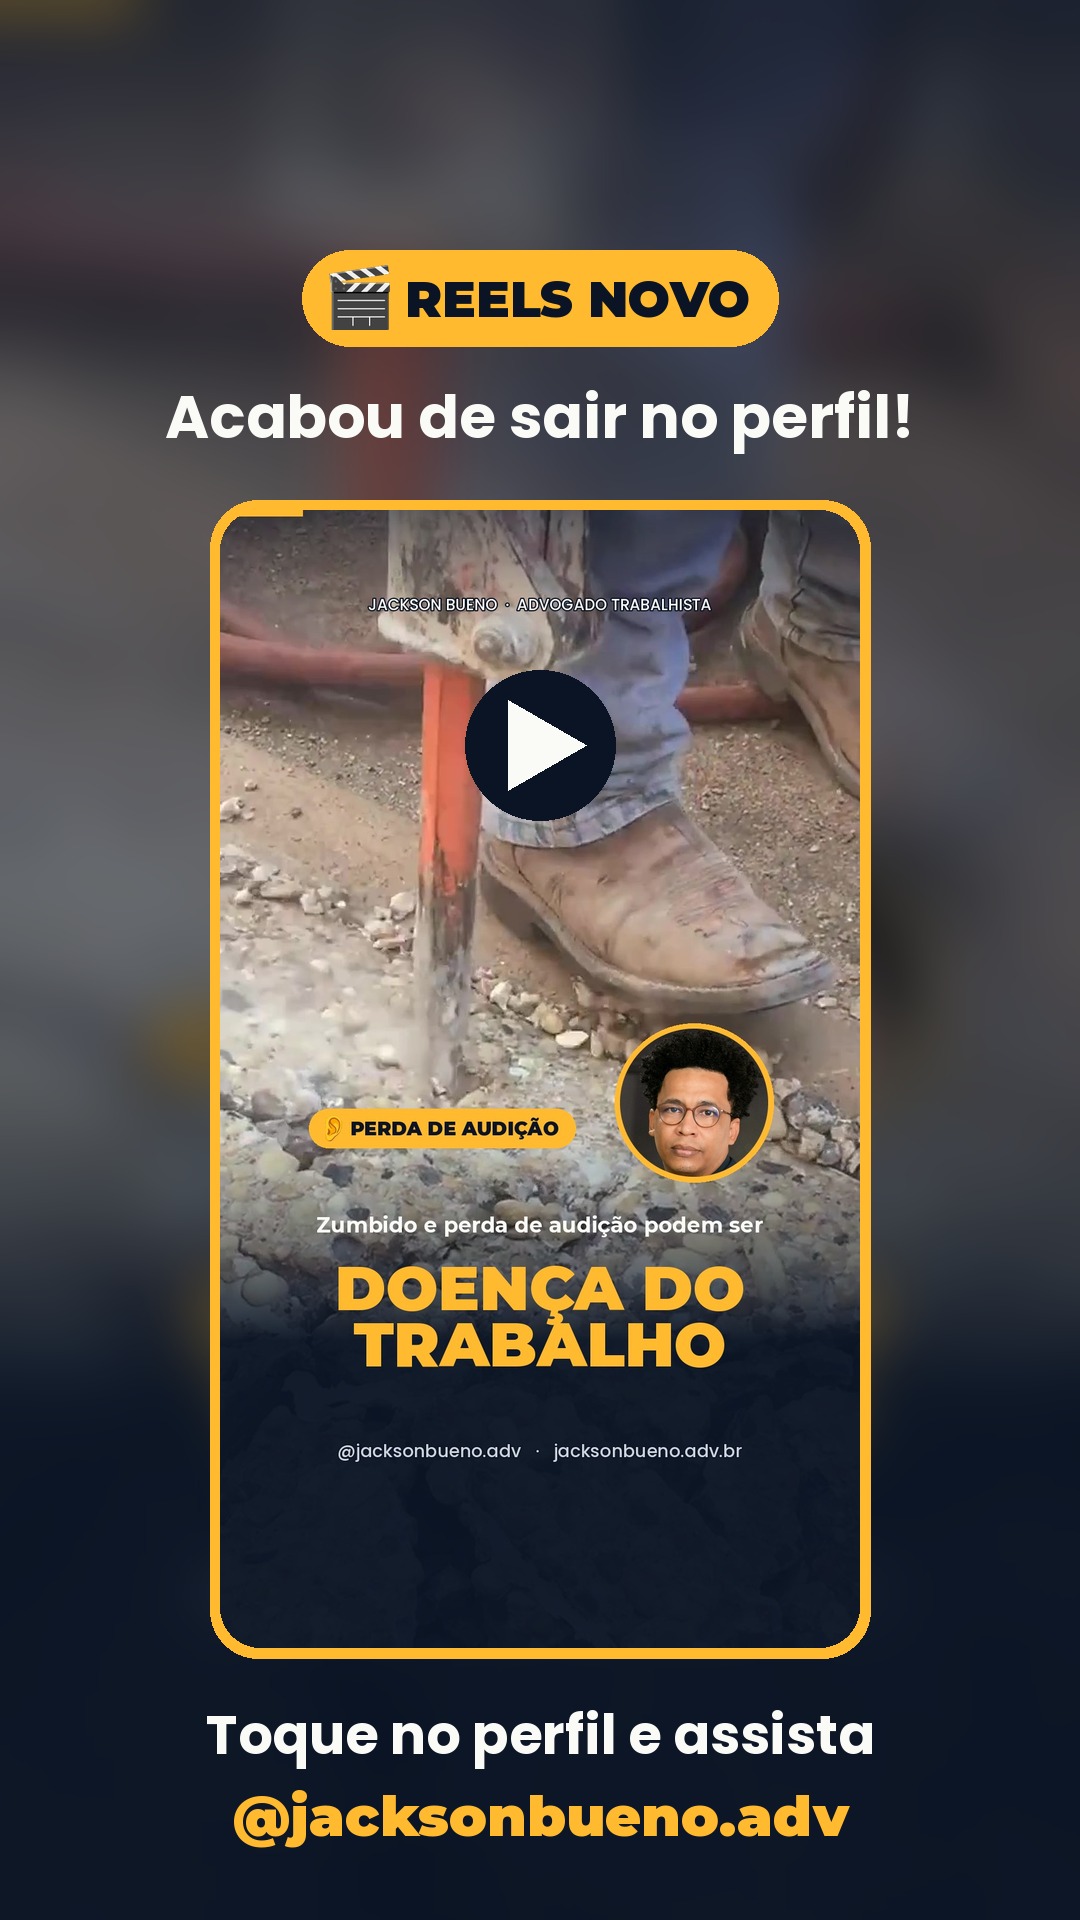 REELS NOVO
Acabou de sair no perfil!
JACKSON BUENO · ADVOGADO TRABALHISTA
PERDA DE AUDIÇÃO
Zumbido e perda de audição podem ser
DOENÇA DO
TRABALHO
@jacksonbueno.adv · jacksonbueno.adv.br
Toque no perfil e assista
@jacksonbueno.adv